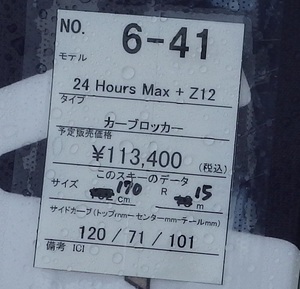 NO. 6-41
モデル
24 Hours Max + Z12
タイプ
カーブロッカー
予定販売価格
¥113,400 (税込)
このスキーのデータ
サイズ 170 cm R 15 m
サイドカーブ(トップmm-センターmm-テールmm)
120 / 71 / 101
備考 ICI